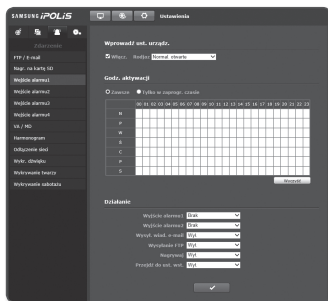 SAMSUNG iPOLiS
Ustawienia
Zdarzenie
FTP / E-mail
Nagr. na kartę SD
Wejście alarmu1
Wejście alarmu2
Wejście alarmu3
Wejście alarmu4
VA / MD
Harmonogram
Odłączenie sieci
Wykr. dźwięku
Wykrywanie twarzy
Wykrywanie sabotażu
Wprowadź ust. urządz.
Włącz. Rodzaj Normal. otwarte
Godz. aktywacji
Zawsze Tylko w zaprogr. czasie
00 01 02 03 04 05 06 07 08 09 10 11 12 13 14 15 16 17 18 19 20 21 22 23
N
P
W
Ś
C
P
S
Wyczyść
Działanie
Wyjście alarmu1 Brak
Wyjście alarmu2 Brak
Wysył. wiad. e-mail Wył
Wysyłanie FTP Wył
Nagrywaj Wył
Przejdź do ust. wst. Wył